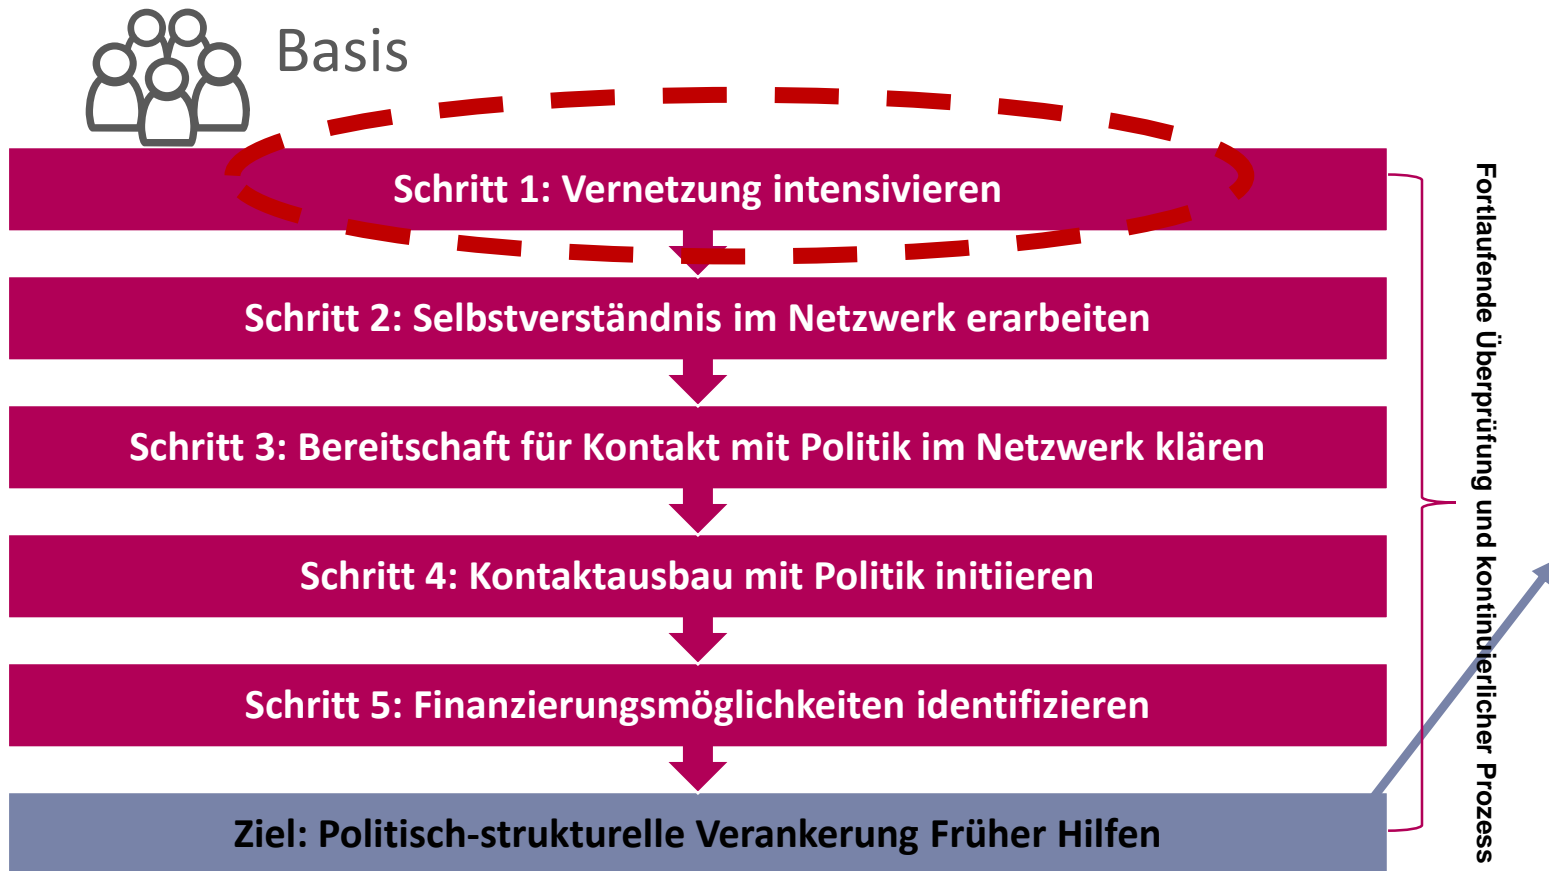 Basis
Schritt 1: Vernetzung intensivieren
Schritt 2: Selbstverständnis im Netzwerk erarbeiten
Schritt 3: Bereitschaft für Kontakt mit Politik im Netzwerk klären
Schritt 4: Kontaktausbau mit Politik initiieren
Schritt 5: Finanzierungsmöglichkeiten identifizieren
Ziel: Politisch-strukturelle Verankerung Früher Hilfen
Fortlaufende Überprüfung und kontinuierlicher Prozess